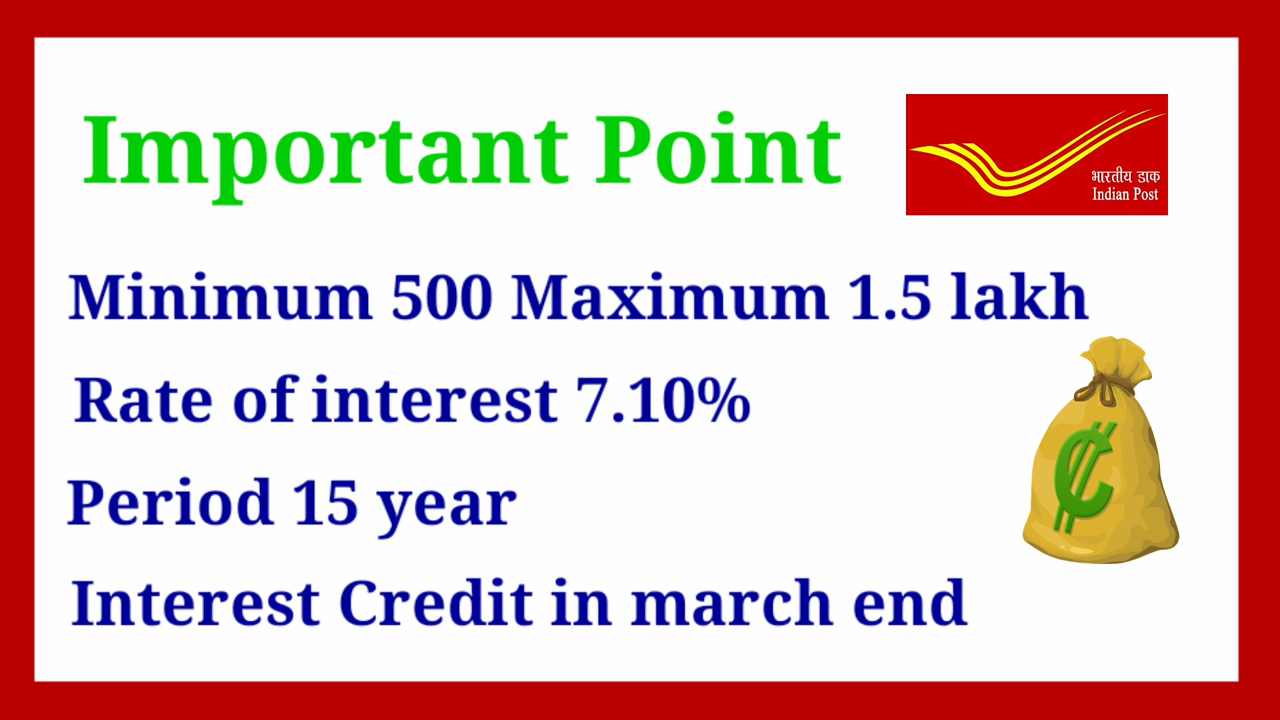 Important Point
भारतीय डाक
Indian Post
Minimum 500 Maximum 1.5 lakh
Rate of interest 7.10%
Period 15 year
Interest Credit in march end